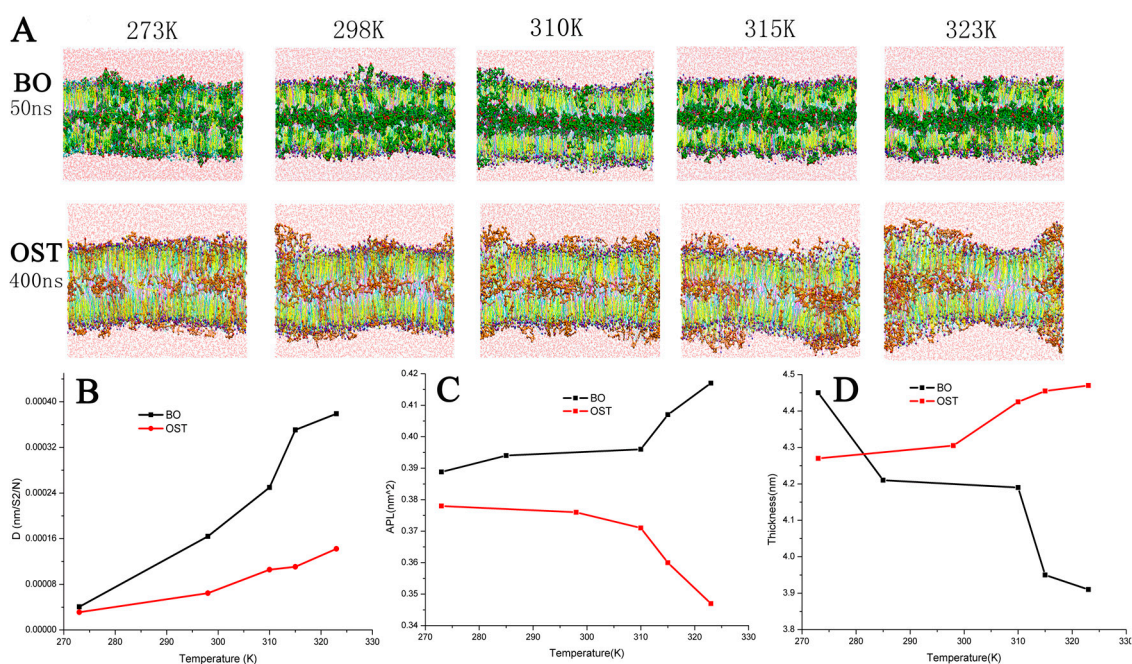 A
273K 298K 310K 315K 323K
BO
50ns
OST
400ns
B
BO
OST
D (nm/S2/N)
0.00040
0.00024
0.00016
0.00008
0.00000
270 280 290 300 310 320 330
Temperature (K)
C
BO
OST
APL(nm^2)
0.42
0.41
0.40
0.39
0.38
0.37
0.36
0.35
0.34
270 280 290 300 310 320 330
Temperature(K)
D
BO
OST
Thickness(nm)
4.5
4.4
4.3
4.2
4.1
4.0
3.9
3.8
270 280 290 300 310 320 330
Temperature(K)